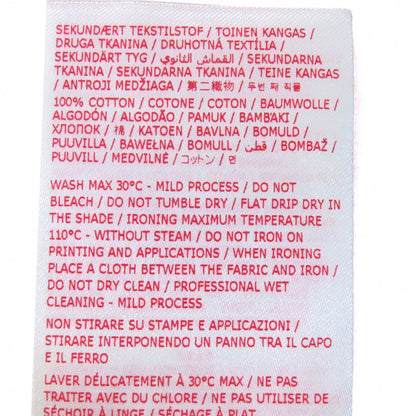 SEKUNDÆRT TEKSTILSTOF / TOINEN KANGAS /
DRUGA TKANINA / DRUHOTNÁ TEXTÍLIA /
SEKUNDÄRT TYG / القماش الثانوي / SEKUNDARNA
TKANINA / SEKUNDARNA TKANINA / TEINE KANGAS
/ ANTROJI MEDŽIAGA / 第二織物 / 두번 째 직물
100% COTTON / COTONE / COTON / BAUMWOLLE /
ALGODÓN / ALGODÃO / PAMUK / BAMBAKI /
ХЛОПОК / 棉 / KATOEN / BAVLNA / BOMULD /
PUUVILLA / BAWEŁNA / BOMULL / قطن / BOMBAŽ /
PUUVILL / MEDVILNĖ / コットン / 면
WASH MAX 30°C - MILD PROCESS / DO NOT
BLEACH / DO NOT TUMBLE DRY / FLAT DRIP DRY IN
THE SHADE / IRONING MAXIMUM TEMPERATURE
110°C - WITHOUT STEAM / DO NOT IRON ON
PRINTING AND APPLICATIONS / WHEN IRONING
PLACE A CLOTH BETWEEN THE FABRIC AND IRON /
DO NOT DRY CLEAN / PROFESSIONAL WET
CLEANING - MILD PROCESS
NON STIRARE SU STAMPE E APPLICAZIONI /
STIRARE INTERPONENDO UN PANNO TRA IL CAPO
E IL FERRO
LAVER DÉLICATEMENT À 30°C MAX / NE PAS
TRAITER AVEC DU CHLORE / NE PAS UTILISER DE
SÉCHOIR À LINGE / SÉCHAGE À PLAT